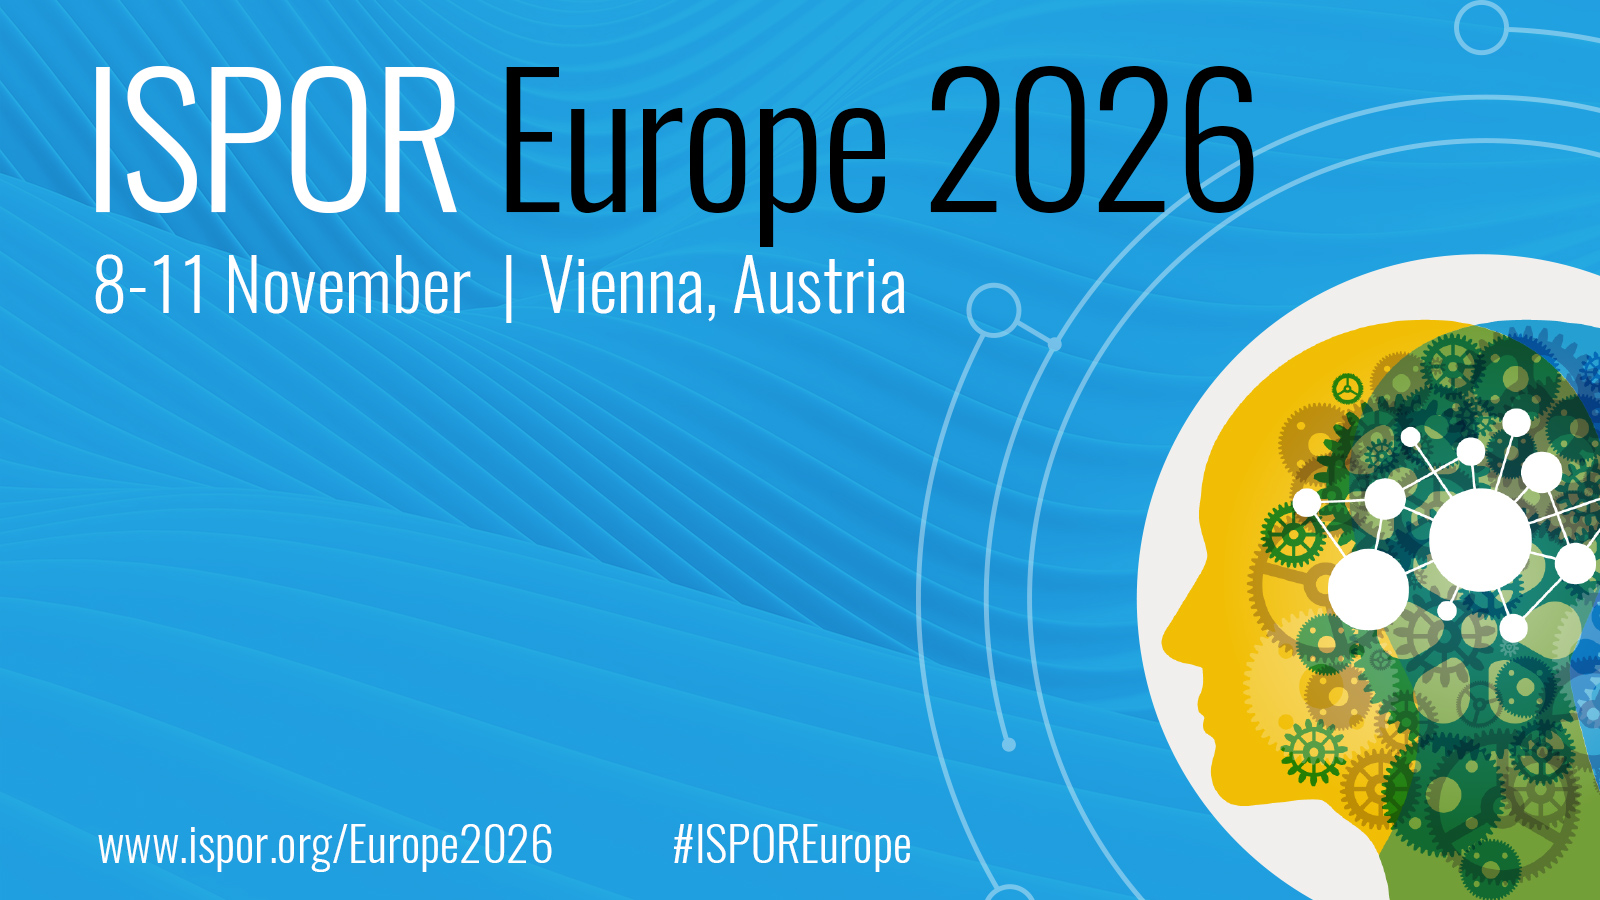 ISPOR Europe 2026
8-11 November | Vienna, Austria
www.ispor.org/Europe2026
#ISPOREurope